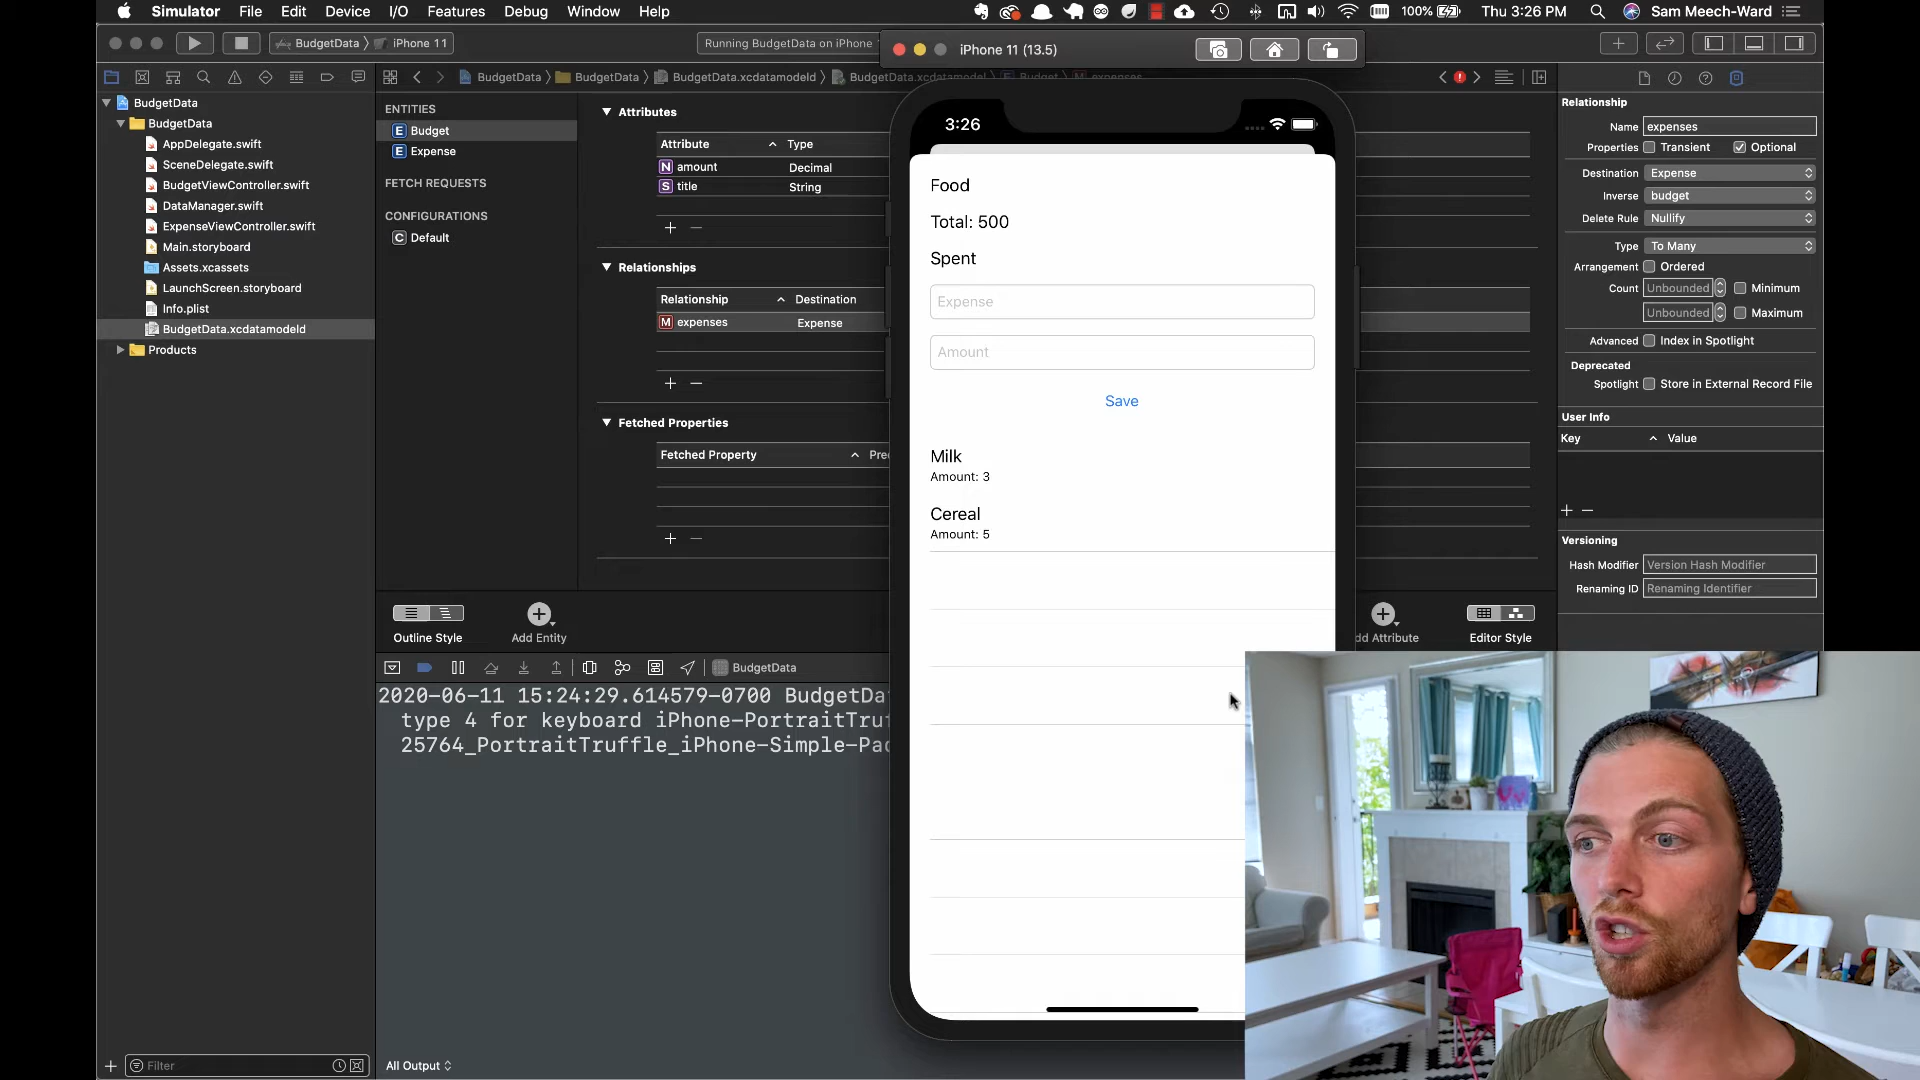 Simulator File Edit Device I/O Features Debug Window Help 100% Thu 3:26 PM Sam Meech-Ward
BudgetData iPhone 11
Running BudgetData on iPhone
iPhone 11 (13.5)
BudgetData BudgetData BudgetData.xcdatamodeld BudgetData.xcdatamodel Budget expenses
BudgetData
BudgetData
AppDelegate.swift
SceneDelegate.swift
BudgetViewController.swift
DataManager.swift
ExpenseViewController.swift
Main.storyboard
Assets.xcassets
LaunchScreen.storyboard
Info.plist
BudgetData.xcdatamodeld
Products
Filter
ENTITIES
E Budget
E Expense
FETCH REQUESTS
CONFIGURATIONS
C Default
Attributes
Attribute Type
N amount Decimal
S title String
Relationships
Relationship Destination
M expenses Expense
Fetched Properties
Fetched Property Pre
Outline Style
Add Entity
dd Attribute
Editor Style
BudgetData
2020-06-11 15:24:29.614579-0700 BudgetDa
type 4 for keyboard iPhone-PortraitTruf
25764_PortraitTruffle_iPhone-Simple-Pa
All Output
3:26
Food
Total: 500
Spent
Expense
Amount
Save
Milk
Amount: 3
Cereal
Amount: 5
Relationship
Name expenses
Properties Transient Optional
Destination Expense
Inverse budget
Delete Rule Nullify
Type To Many
Arrangement Ordered
Count Unbounded Minimum
Unbounded Maximum
Advanced Index in Spotlight
Deprecated
Spotlight Store in External Record File
User Info
Key Value
Versioning
Hash Modifier Version Hash Modifier
Renaming ID Renaming Identifier